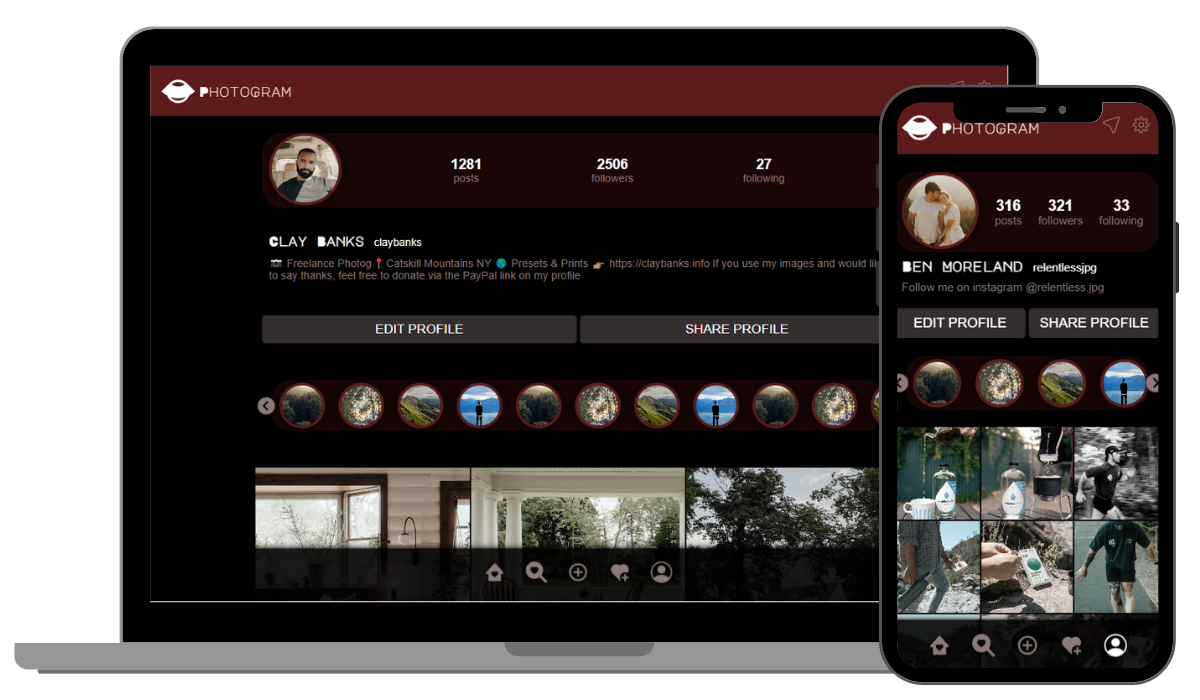 PHOTOGRAM
1281 2506 27
posts followers following
CLAY BANKS claybanks
📷 Freelance Photog 📍 Catskill Mountains NY 🌎 Presets & Prints 👉🏽 https://claybanks.info If you use my images and would
to say thanks, feel free to donate via the PayPal link on my profile
EDIT PROFILE SHARE PROFILE
PHOTOGRAM
316 321 33
posts followers following
BEN MORELAND relentlessjpg
Follow me on instagram @relentless.jpg
EDIT PROFILE SHARE PROFILE